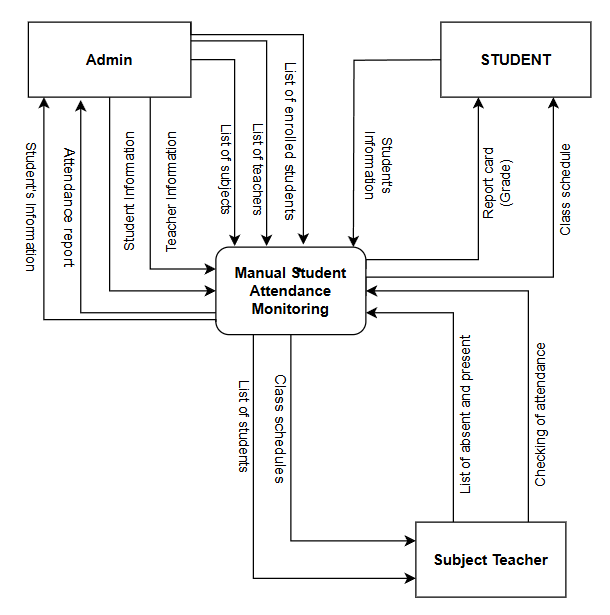 Admin
STUDENT
Student's Information
Attendance report
Student Information
Teacher Information
List of subjects
List of teachers
List of enrolled students
Students
Information
Report card
(Grade)
Class schedule
Manual Student
Attendance
Monitoring
List of students
Class schedules
List of absent and present
Checking of attendance
Subject Teacher